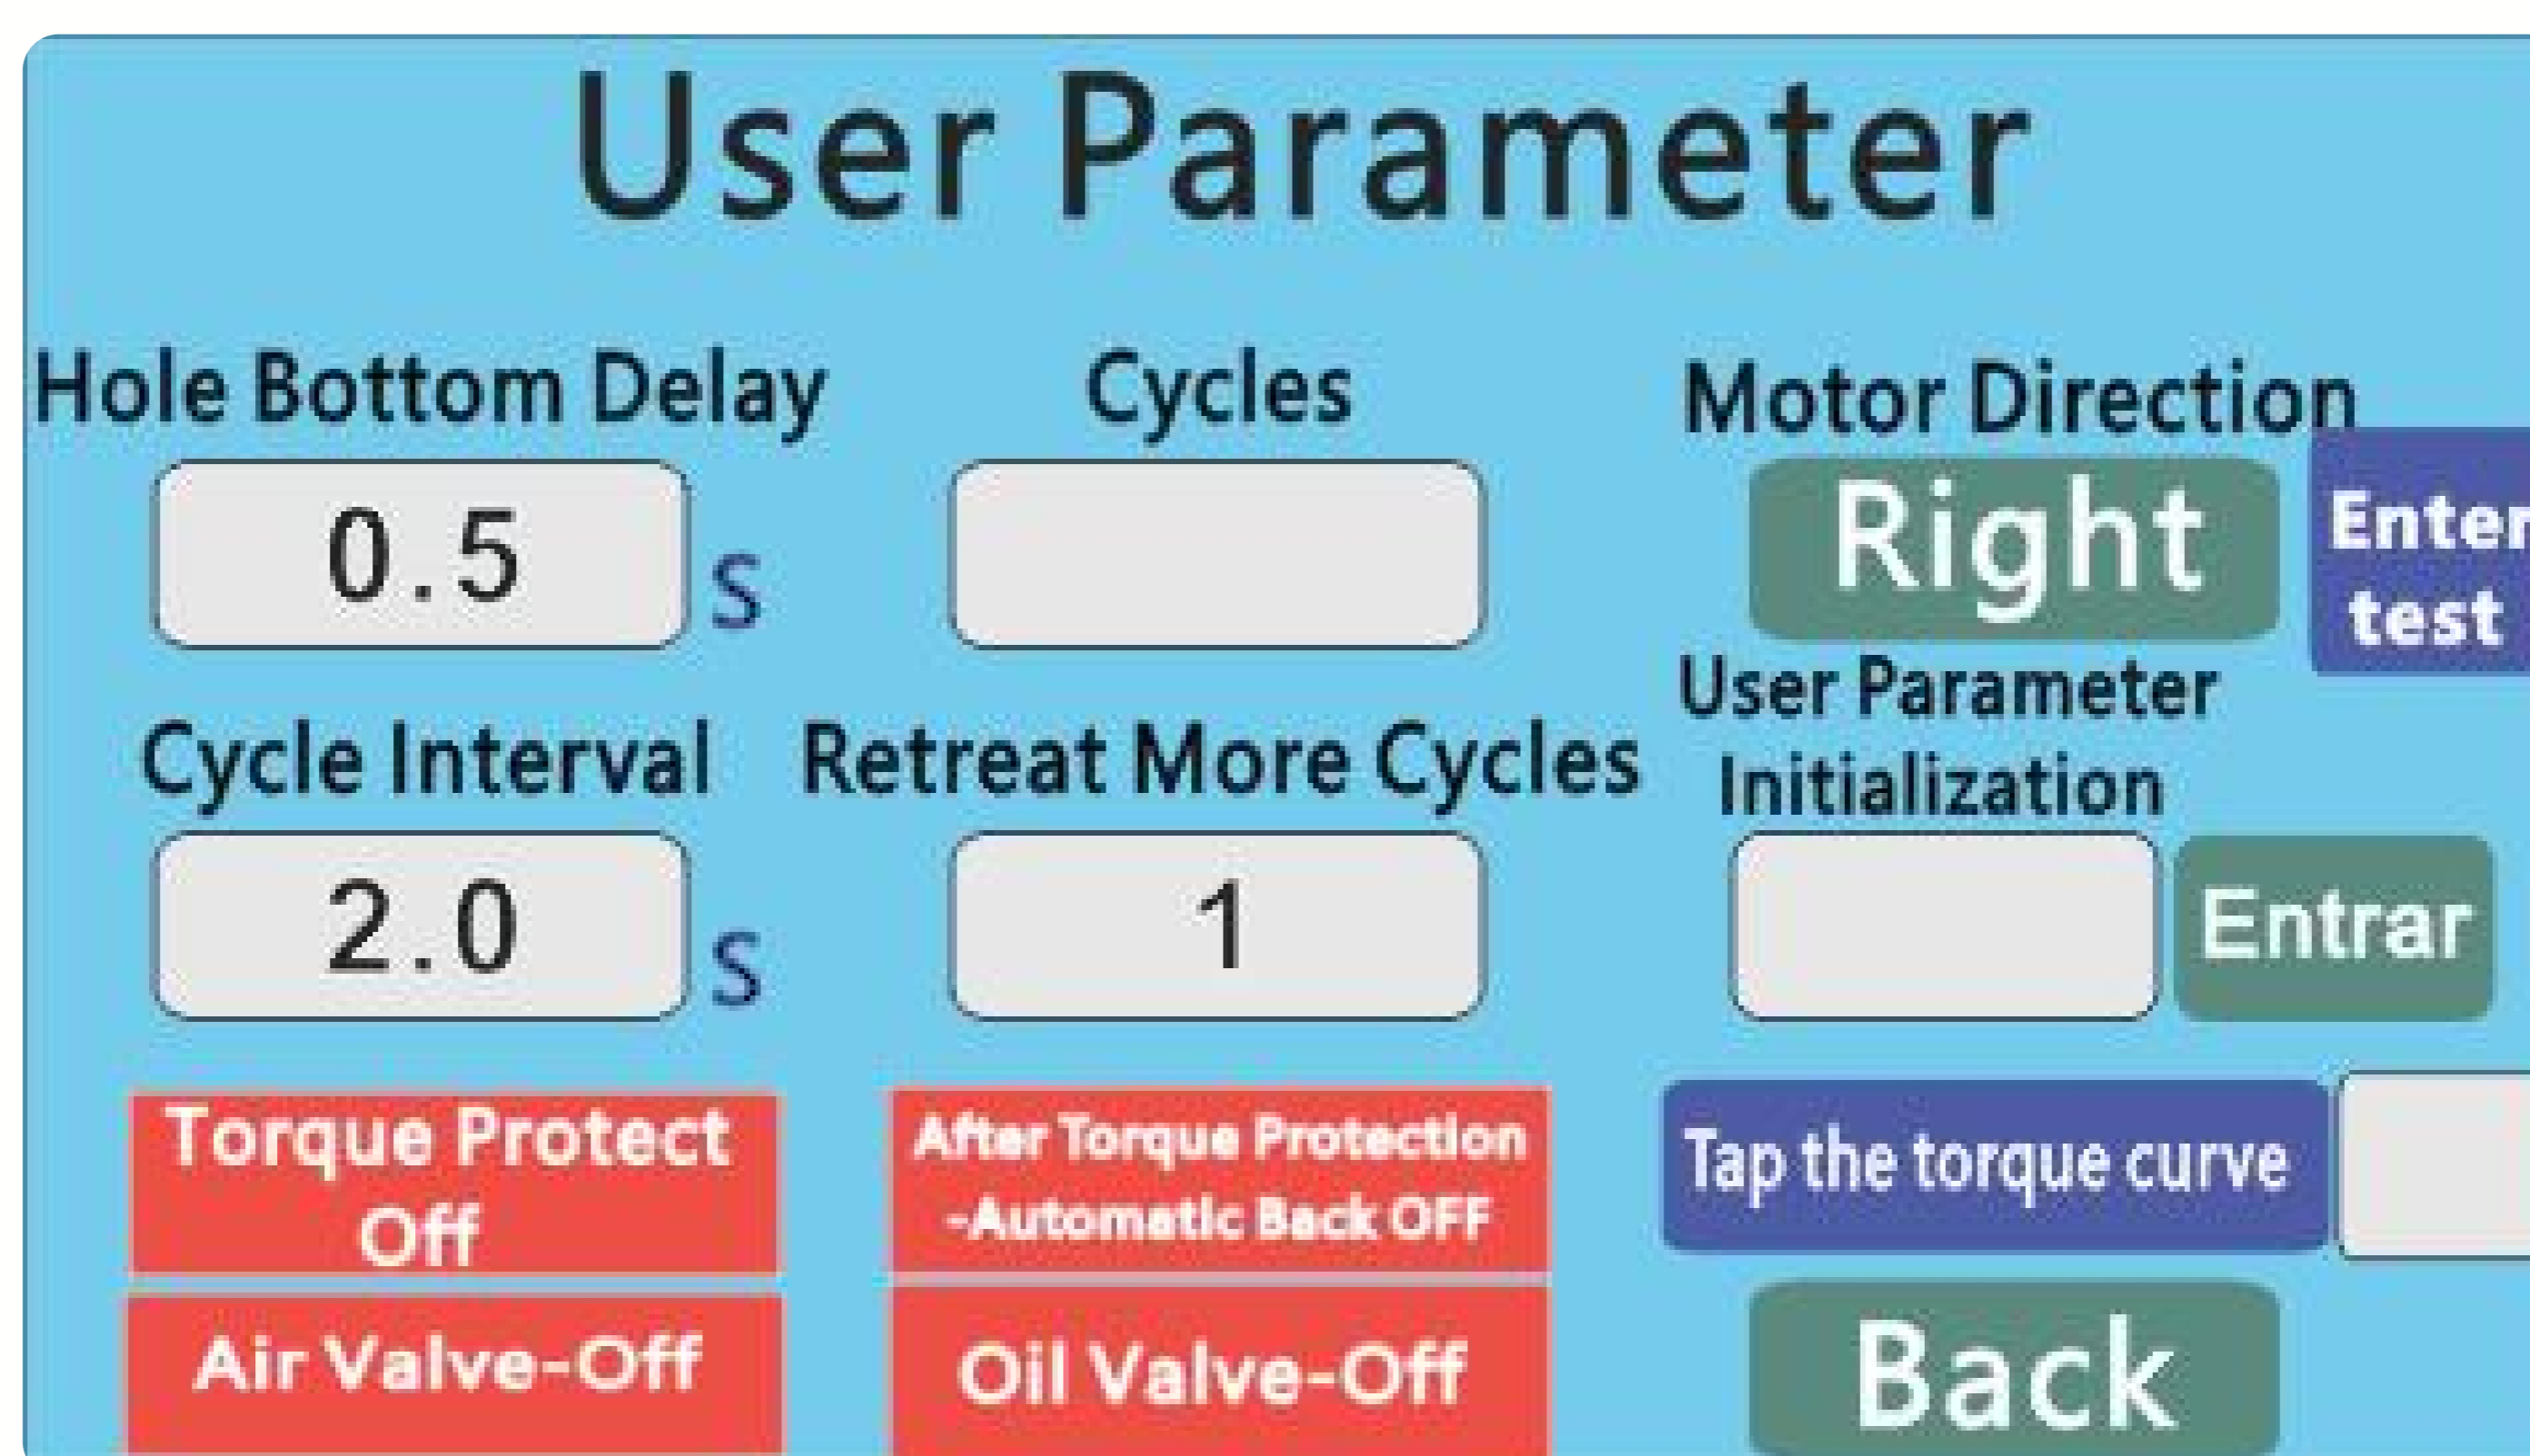 User Parameter
Hole Bottom Delay
Cycles
Motor Direction
0.5
S
Right
Enter
test
Cycle Interval
Retreat More Cycles
User Parameter
Initialization
2.0
S
1
Entrar
Torque Protect
Off
After Torque Protection
-Automatic Back OFF
Tap the torque curve
Air Valve-Off
Oil Valve-Off
Back